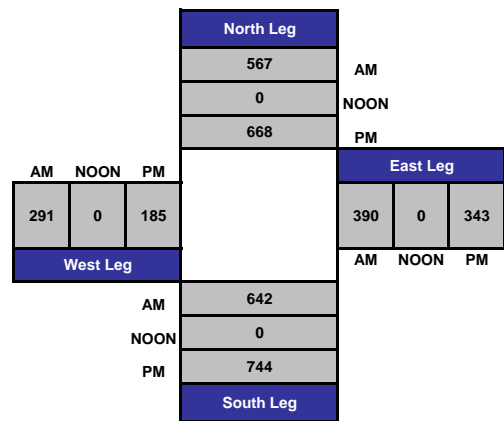 North Leg
567 AM
0 NOON
668 PM
AM NOON PM East Leg
291 0 185 390 0 343
West Leg AM NOON PM
AM 642
NOON 0
PM 744
South Leg